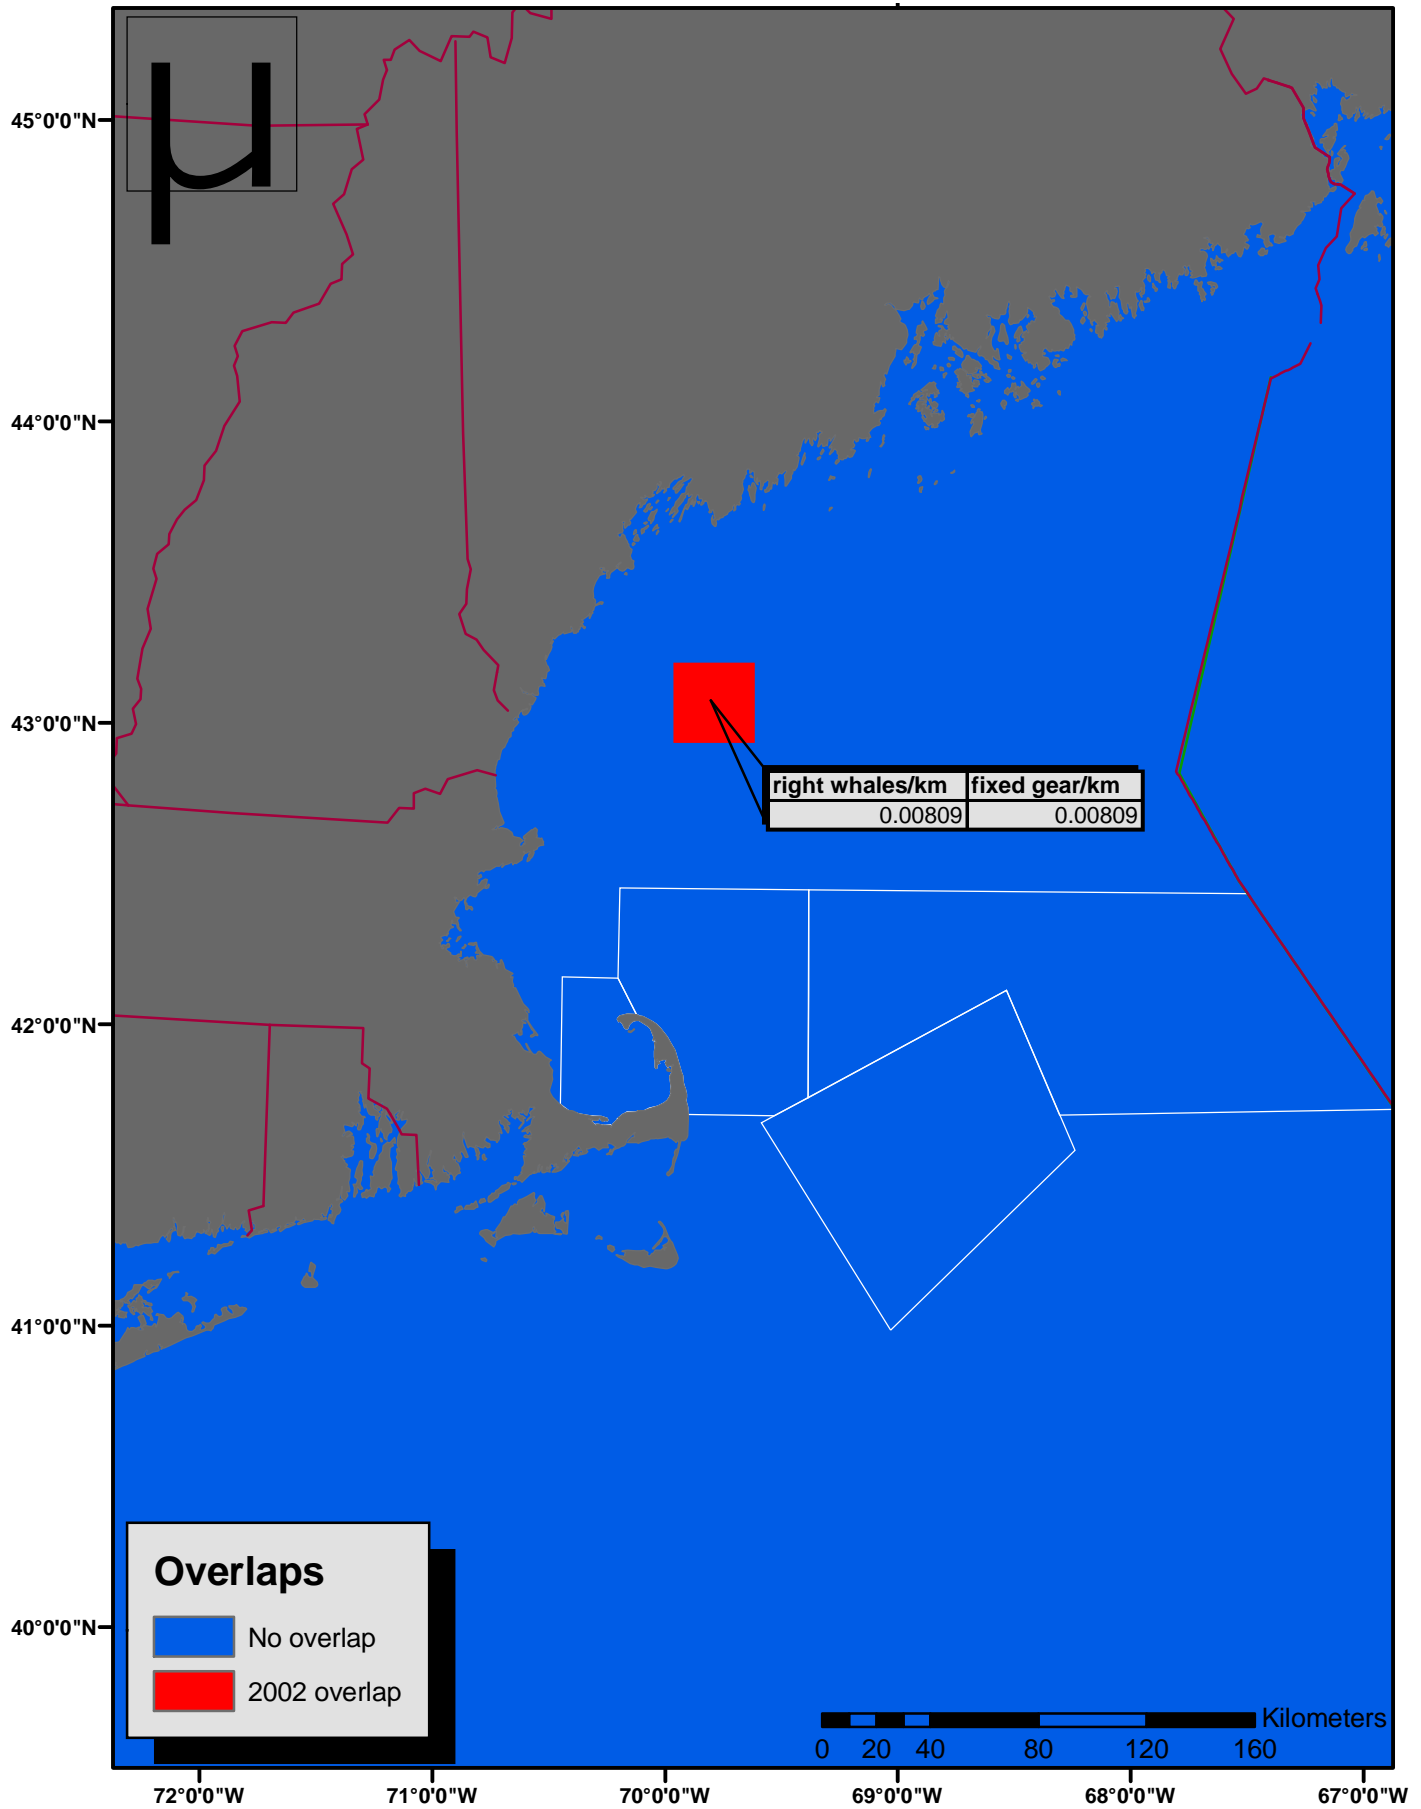 µ
45°0'0"N
44°0'0"N
43°0'0"N
right whales/km fixed gear/km
0.00809 0.00809
42°0'0"N
41°0'0"N
Overlaps
No overlap
2002 overlap
40°0'0"N
Kilometers
0 20 40 80 120 160
72°0'0"W 71°0'0"W 70°0'0"W 69°0'0"W 68°0'0"W 67°0'0"W